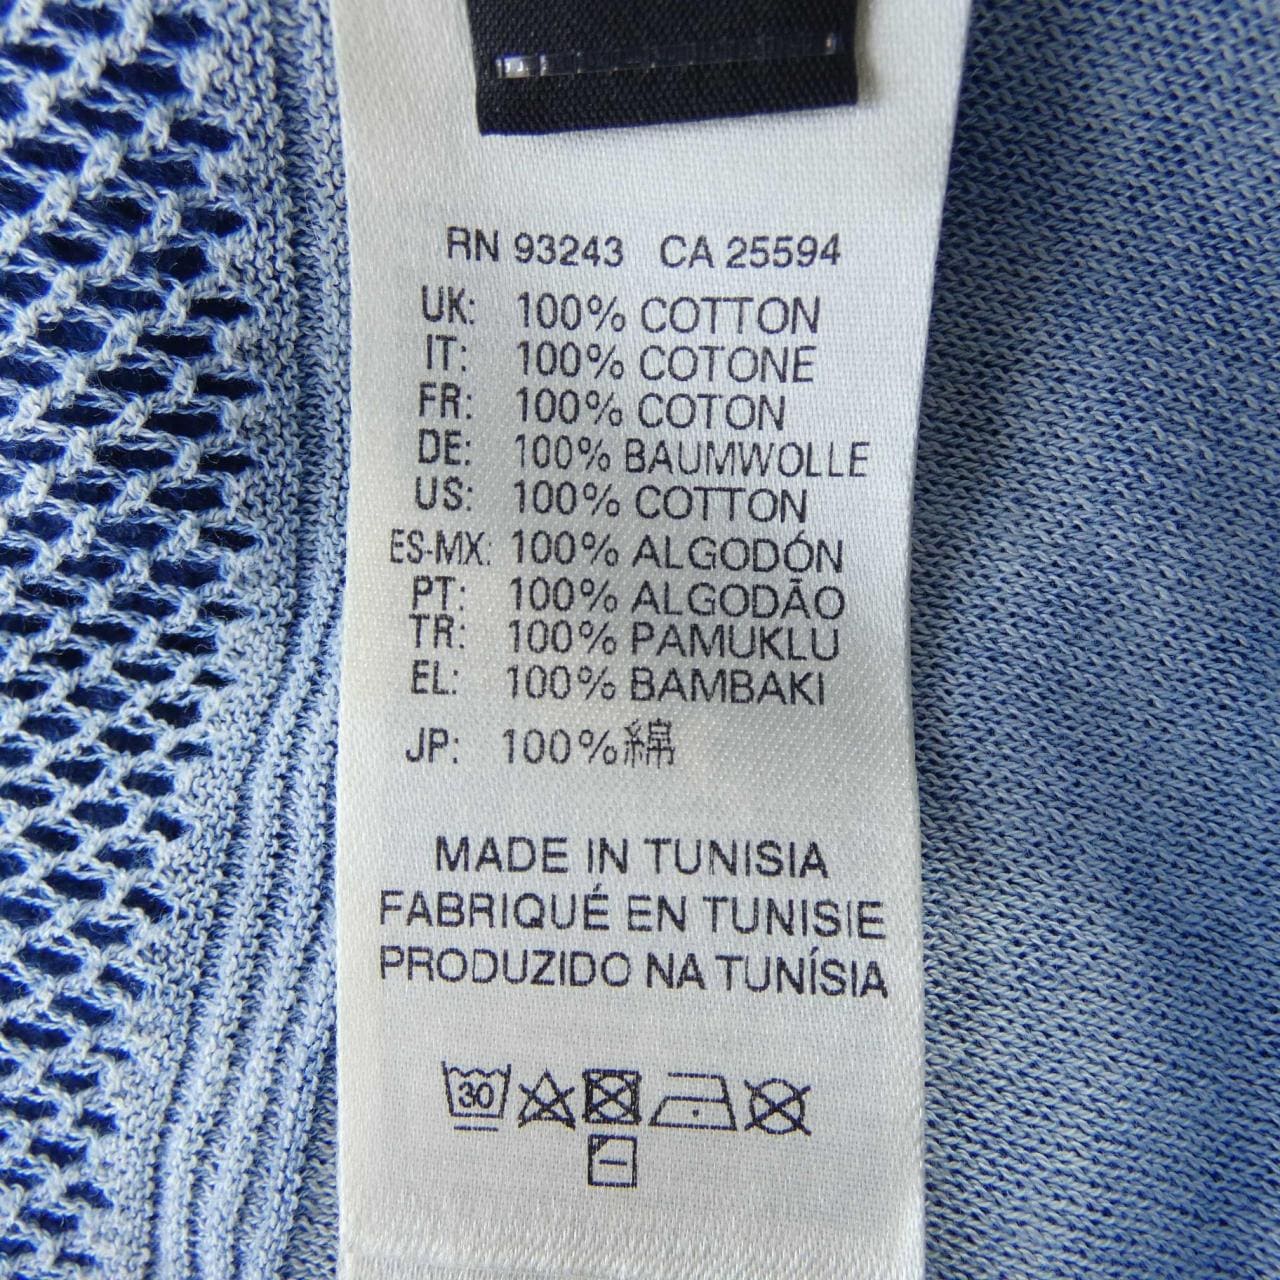 RN 93243 CA 25594
UK: 100% COTTON
IT: 100% COTONE
FR: 100% COTON
DE: 100% BAUMWOLLE
US: 100% COTTON
ES-MX: 100% ALGODÓN
PT: 100% ALGODÃO
TR: 100% PAMUKLU
EL: 100% BAMBAKI
JP: 100%綿
MADE IN TUNISIA
FABRIQUÉ EN TUNISIE
PRODUZIDO NA TUNÍSIA
30